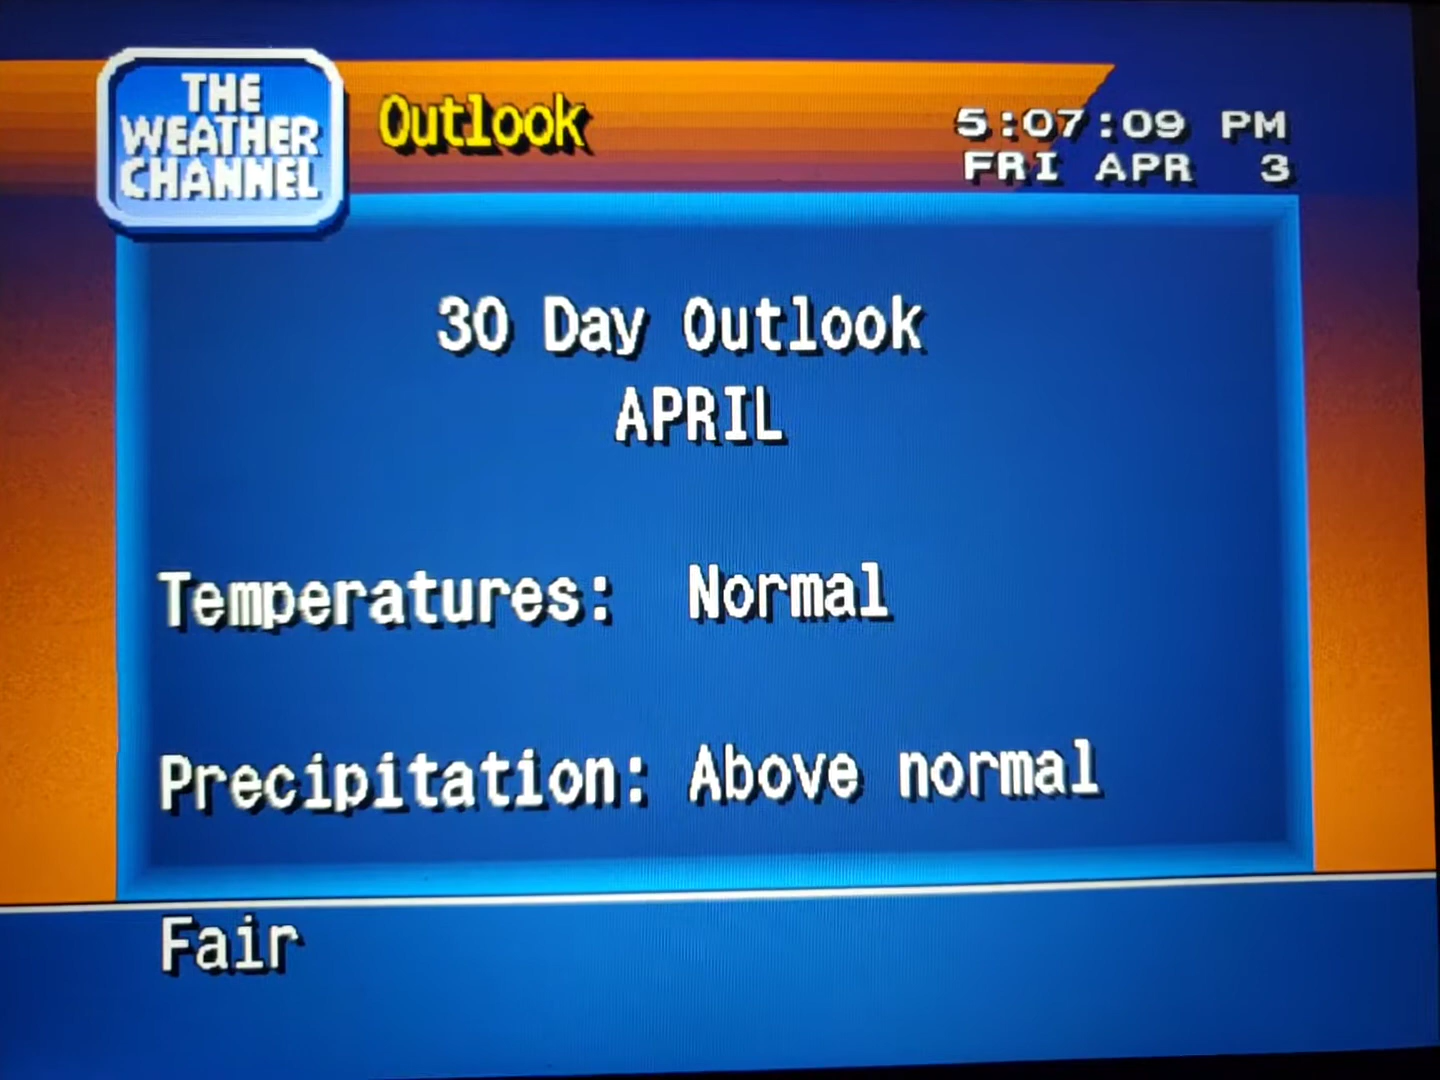 THE
WEATHER
CHANNEL
Outlook
5:07:09 PM
FRI APR 3
30 Day Outlook
APRIL
Temperatures: Normal
Precipitation: Above normal
Fair